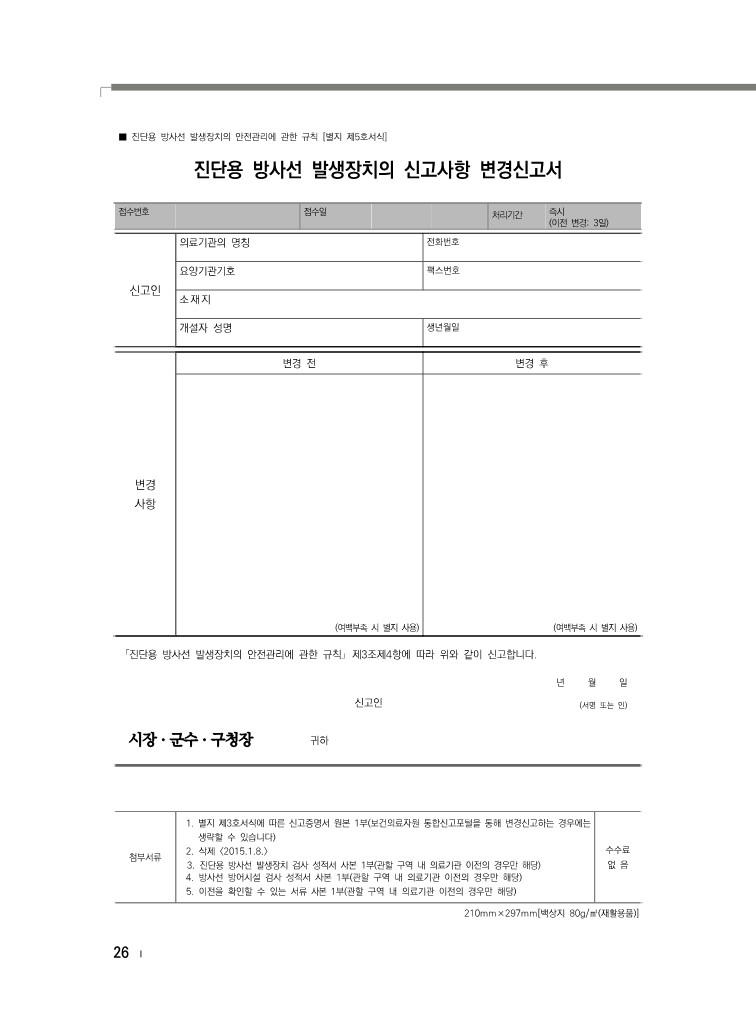 ■ 진단용 방사선 발생장치의 안전관리에 관한 규칙 [별지 제5호서식]
진단용 방사선 발생장치의 신고사항 변경신고서
접수번호 접수일 처리기간 즉시
(이전 변경: 3일)
신고인
의료기관의 명칭 전화번호
요양기관기호 팩스번호
소재지
개설자 성명 생년월일
변경 전 변경 후
변경
사항
(여백부족 시 별지 사용) (여백부족 시 별지 사용)
「진단용 방사선 발생장치의 안전관리에 관한 규칙」 제3조제4항에 따라 위와 같이 신고합니다.
년 월 일
신고인 (서명 또는 인)
시장·군수·구청장 귀하
첨부서류
1. 별지 제3호서식에 따른 신고증명서 원본 1부(보건의료자원 통합신고포털을 통해 변경신고하는 경우에는
생략할 수 있습니다)
2. 삭제 <2015.1.8.>
3. 진단용 방사선 발생장치 검사 성적서 사본 1부(관할 구역 내 의료기관 이전의 경우만 해당)
4. 방사선 방어시설 검사 성적서 사본 1부(관할 구역 내 의료기관 이전의 경우만 해당)
5. 이전을 확인할 수 있는 서류 사본 1부(관할 구역 내 의료기관 이전의 경우만 해당)
수수료
없 음
210mm×297mm[백상지 80g/㎡(재활용품)]
26